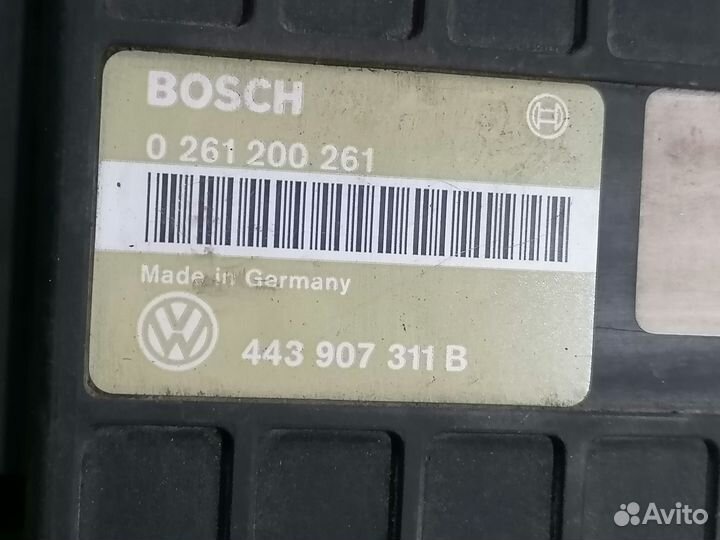 BOSCH
0 261 200 261
Made in Germany
443 907 311 B
Avito